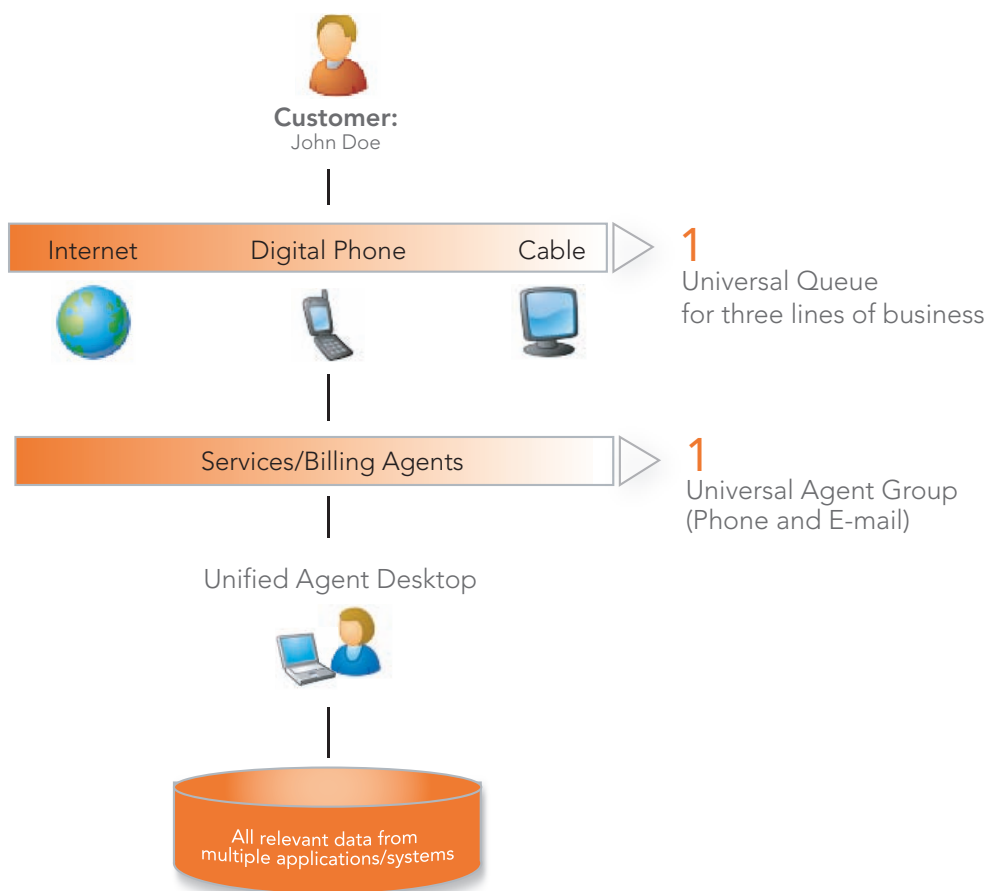 Customer:
John Doe
Internet Digital Phone Cable
1
Universal Queue
for three lines of business
Services/Billing Agents
1
Universal Agent Group
(Phone and E-mail)
Unified Agent Desktop
All relevant data from
multiple applications/systems